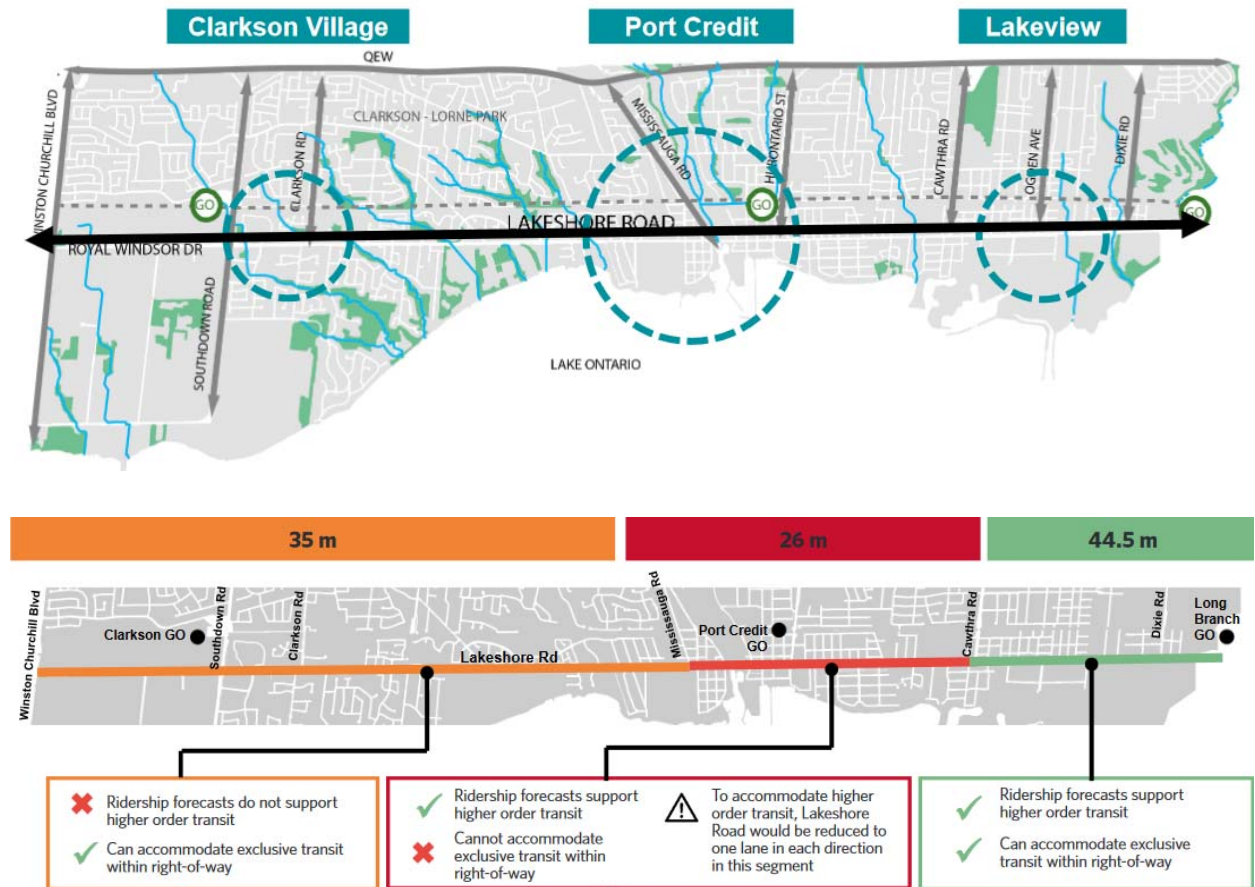 Clarkson Village
Port Credit
Lakeview
QEW
WINSTON CHURCHILL BLVD
CLARKSON - LORNE PARK
CLARKSON RD
MISSISSAUGA RD
HURONTARIO ST
CAWTHRA RD
OGDEN AVE
DIXIE RD
GO
GO
GO
LAKESHORE ROAD
ROYAL WINDSOR DR
SOUTHDOWN ROAD
LAKE ONTARIO
35 m
26 m
44.5 m
Winston Churchill Blvd
Clarkson GO
Southdown Rd
Clarkson Rd
Lakeshore Rd
Mississauga Rd
Port Credit
GO
Cawthra Rd
Dixie Rd
Long
Branch
GO
Ridership forecasts do not support
higher order transit
Can accommodate exclusive transit
within right-of-way
Ridership forecasts support
higher order transit
Cannot accommodate
exclusive transit within
right-of-way
To accommodate higher
order transit, Lakeshore
Road would be reduced to
one lane in each direction
in this segment
Ridership forecasts support
higher order transit
Can accommodate exclusive
transit within right-of-way